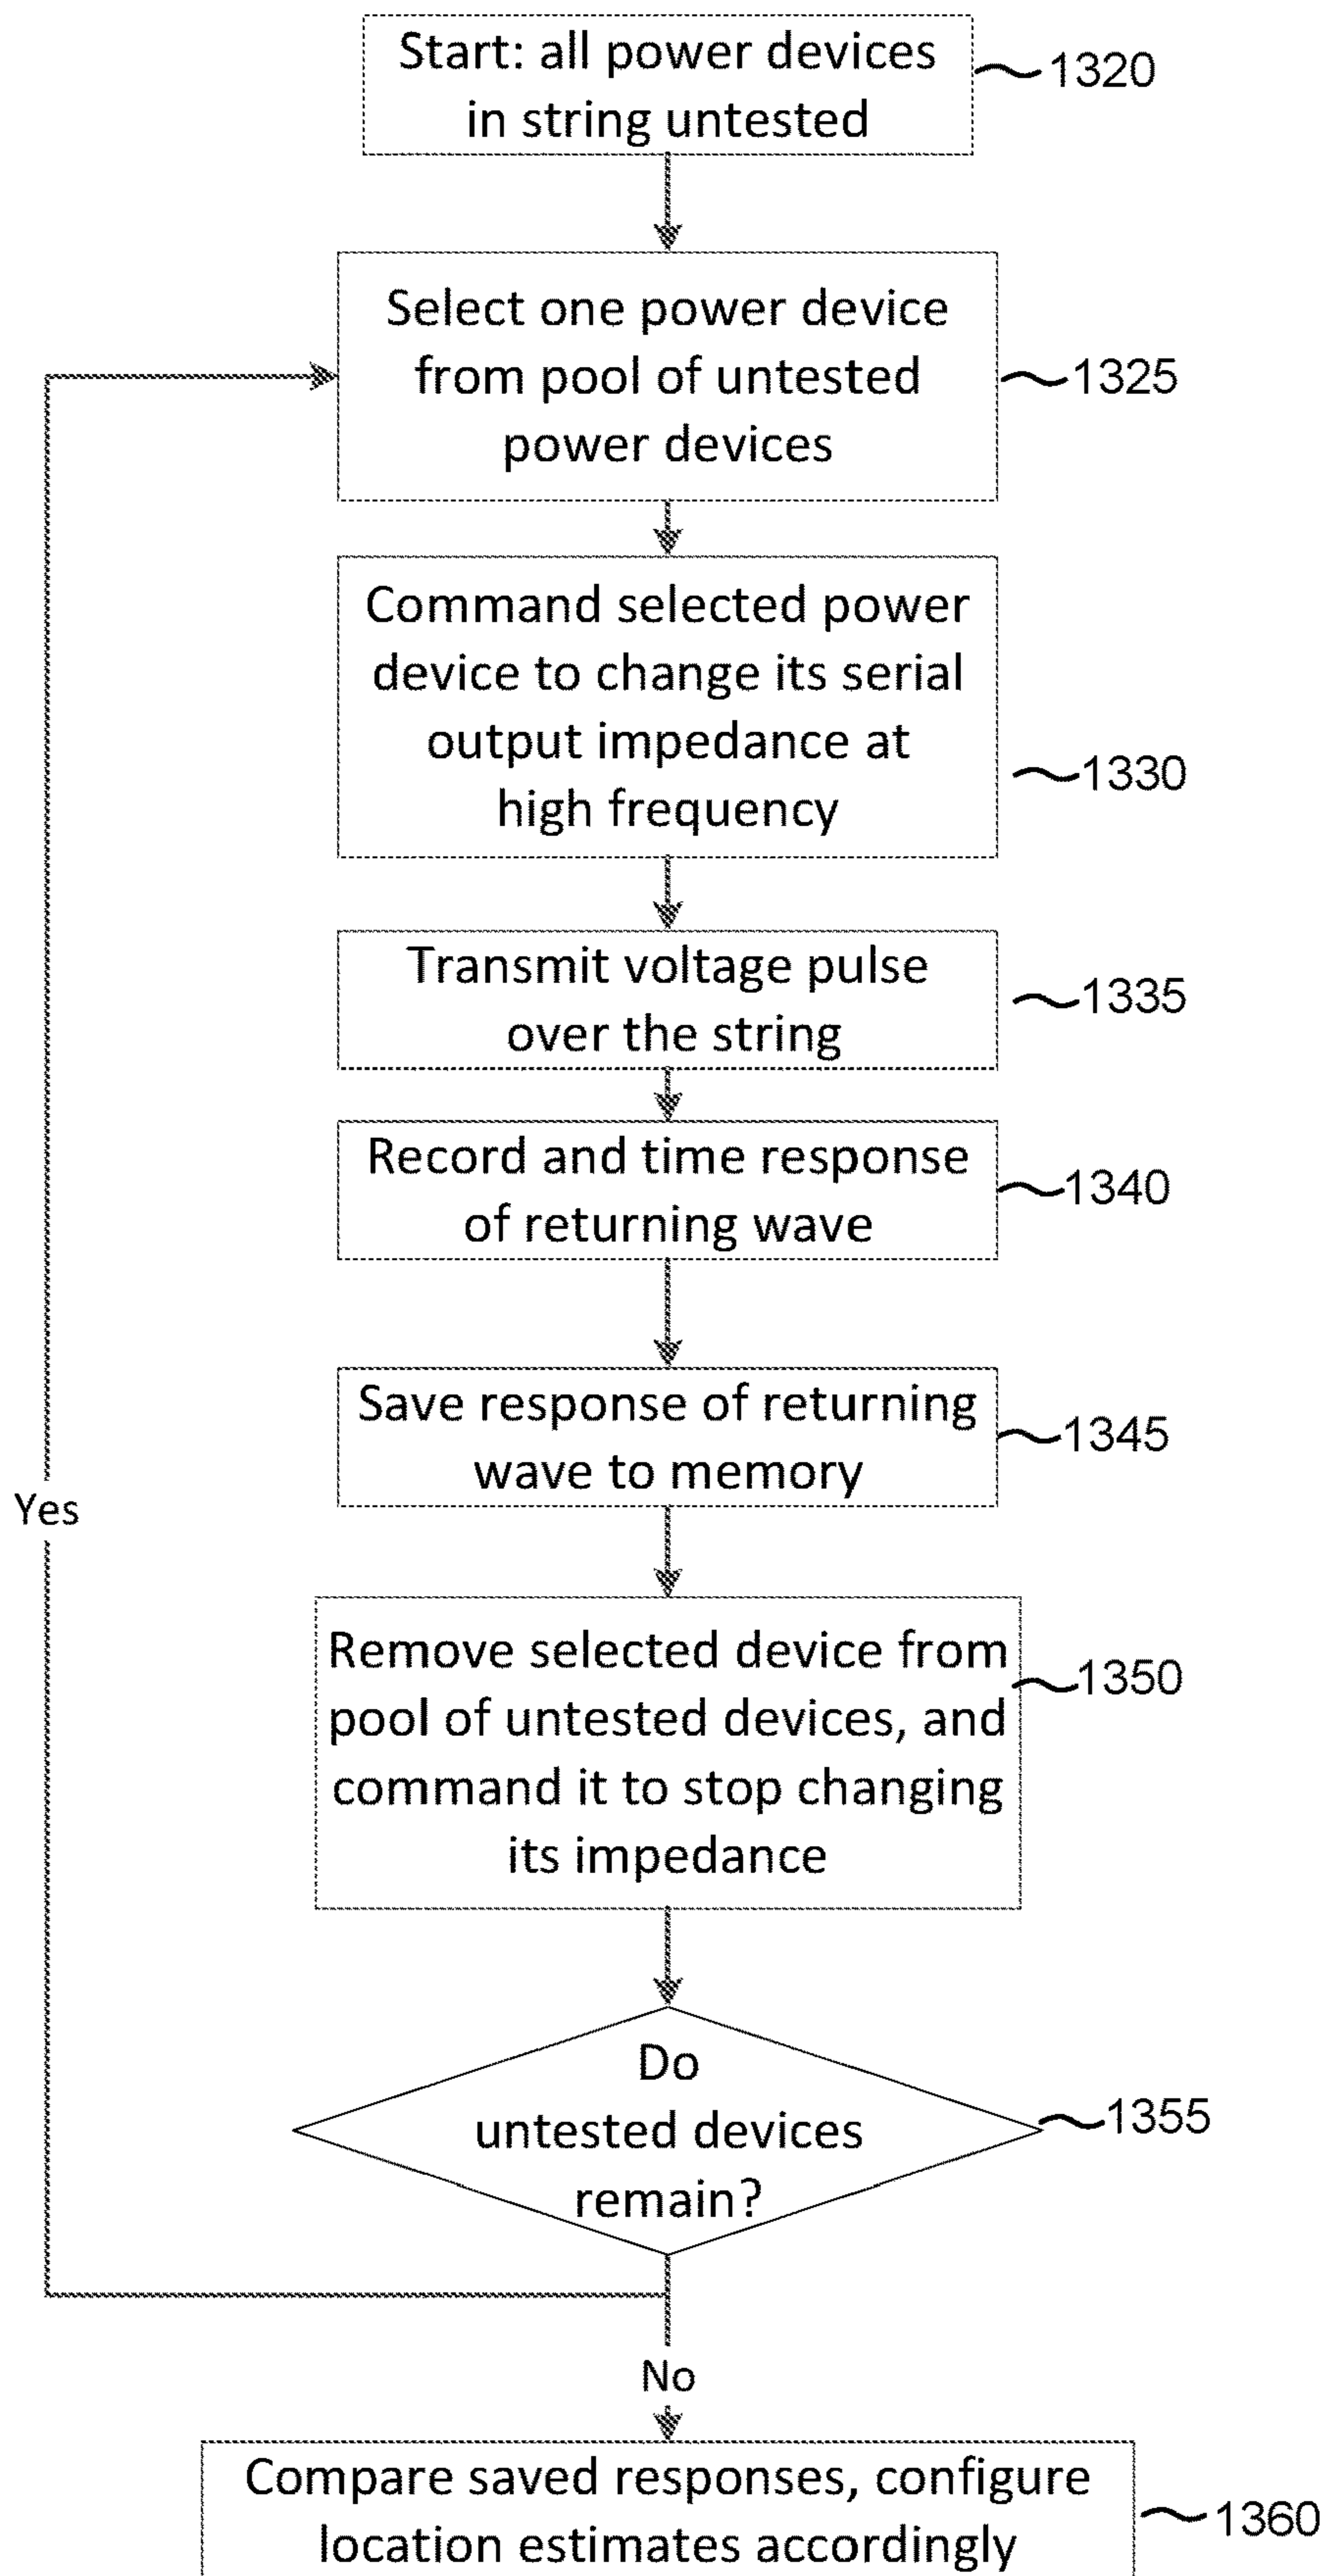 Start: all power devices
in string untested
1320
Select one power device
from pool of untested
power devices
1325
Command selected power
device to change its serial
output impedance at
high frequency
1330
Transmit voltage pulse
over the string
1335
Record and time response
of returning wave
1340
Save response of returning
wave to memory
1345
Yes
Remove selected device from
pool of untested devices, and
command it to stop changing
its impedance
1350
Do
untested devices
remain?
1355
No
Compare saved responses, configure
location estimates accordingly
1360